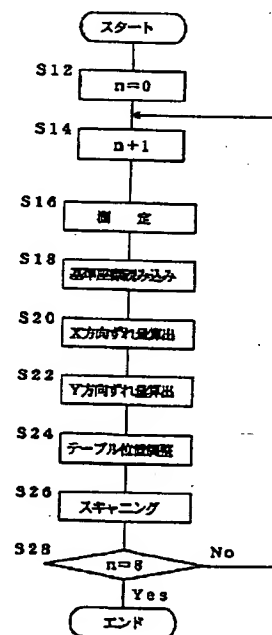 スタート
S12
n=0
S14
n+1
S16
測 定
S18
基準座標読み込み
S20
X方向ずれ量算出
S22
Y方向ずれ量算出
S24
テーブル位置調整
S26
スキャニング
S28
n=8
No
Yes
エンド